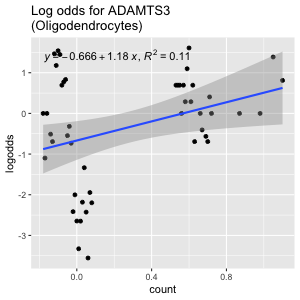 Log odds for ADAMTS3
(Oligodendrocytes)
y = −0.666 + 1.18 x, R² = 0.11
1
0
-1
-2
-3
logodds
0.0 0.4 0.8
count